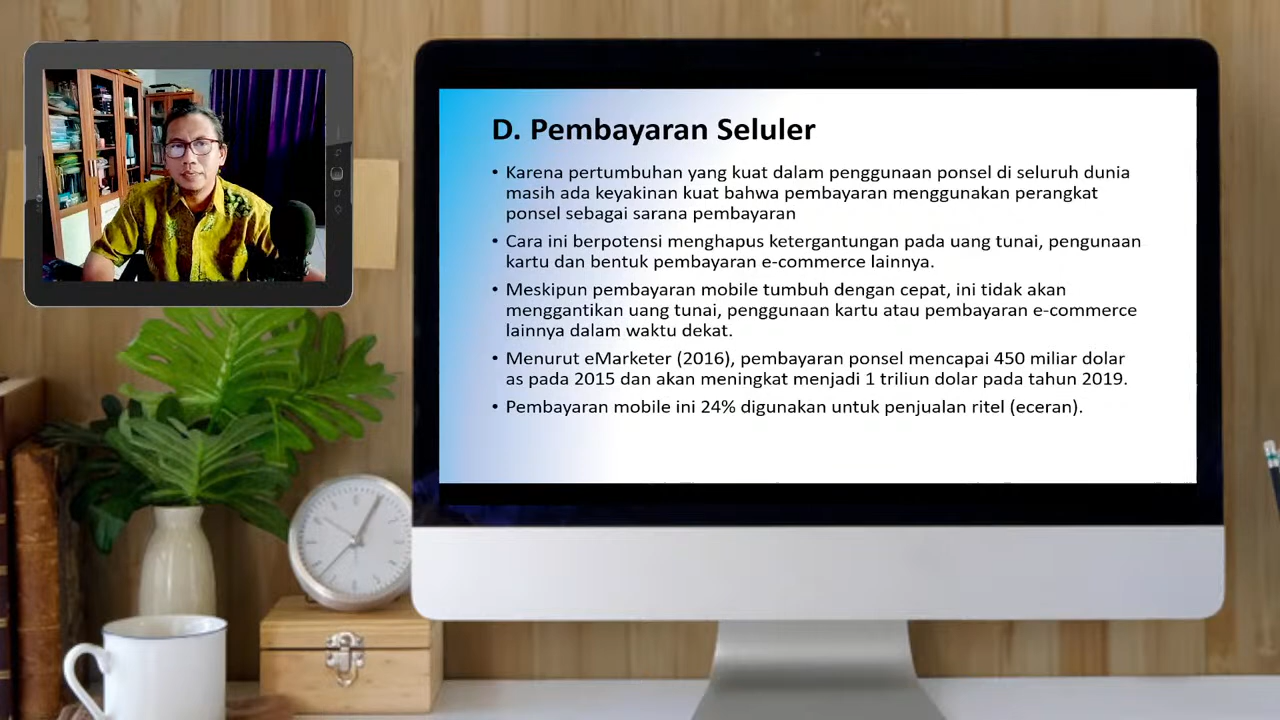 D. Pembayaran Seluler
• Karena pertumbuhan yang kuat dalam penggunaan ponsel di seluruh dunia
masih ada keyakinan kuat bahwa pembayaran menggunakan perangkat
ponsel sebagai sarana pembayaran
• Cara ini berpotensi menghapus ketergantungan pada uang tunai, pengunaan
kartu dan bentuk pembayaran e-commerce lainnya.
• Meskipun pembayaran mobile tumbuh dengan cepat, ini tidak akan
menggantikan uang tunai, penggunaan kartu atau pembayaran e-commerce
lainnya dalam waktu dekat.
• Menurut eMarketer (2016), pembayaran ponsel mencapai 450 miliar dolar
as pada 2015 dan akan meningkat menjadi 1 triliun dolar pada tahun 2019.
• Pembayaran mobile ini 24% digunakan untuk penjualan ritel (eceran).